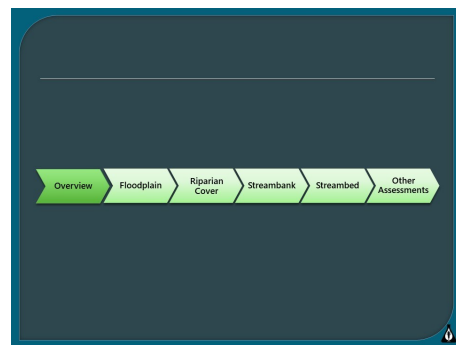 Overview
Floodplain
Riparian
Cover
Streambank
Streambed
Other
Assessments